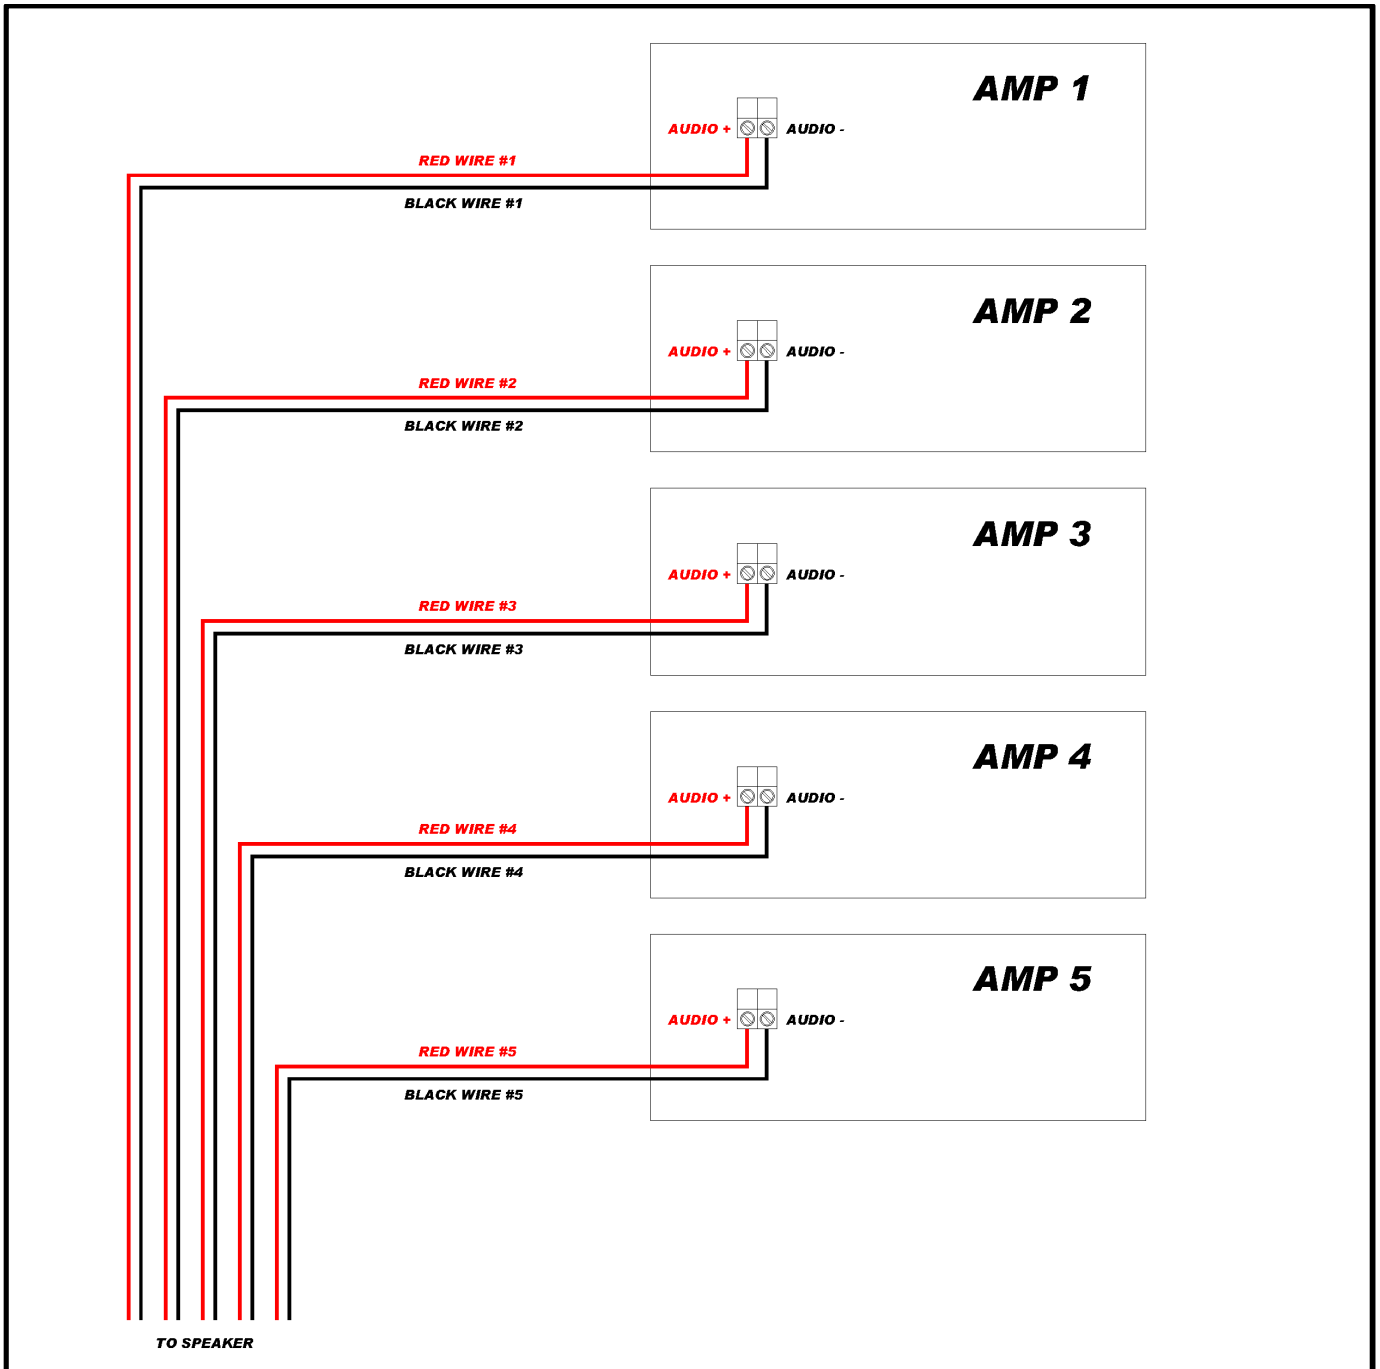 AMP 1
AUDIO + AUDIO -
RED WIRE #1
BLACK WIRE #1
AMP 2
AUDIO + AUDIO -
RED WIRE #2
BLACK WIRE #2
AMP 3
AUDIO + AUDIO -
RED WIRE #3
BLACK WIRE #3
AMP 4
AUDIO + AUDIO -
RED WIRE #4
BLACK WIRE #4
AMP 5
AUDIO + AUDIO -
RED WIRE #5
BLACK WIRE #5
TO SPEAKER